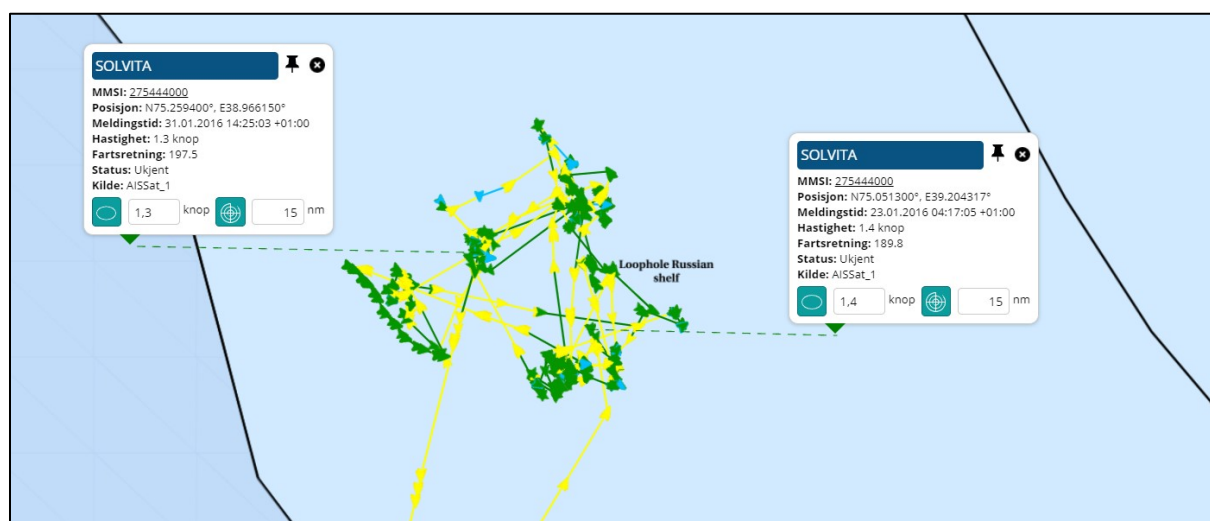 SOLVITA
MMSI: 275444000
Posisjon: N75.259400°, E38.966150°
Meldingstid: 31.01.2016 14:25:03 +01:00
Hastighet: 1.3 knop
Fartsretning: 197.5
Status: Ukjent
Kilde: AISSat_1
1,3 knop 15 nm
SOLVITA
MMSI: 275444000
Posisjon: N75.051300°, E39.204317°
Meldingstid: 23.01.2016 04:17:05 +01:00
Hastighet: 1.4 knop
Fartsretning: 189.8
Status: Ukjent
Kilde: AISSat_1
1,4 knop 15 nm
Loophole Russian
shelf